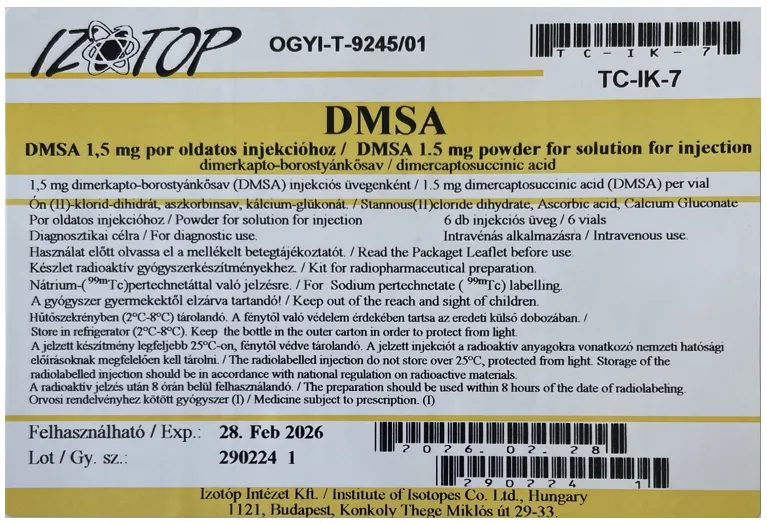 IZOTOP
OGYI-T-9245/01
TC-IK-7
TC-IK-7
DMSA
DMSA 1,5 mg por oldatos injekcióhoz / DMSA 1.5 mg powder for solution for injection
dimerkapto-borostyánkősav / dimercaptosuccinic acid
1,5 mg dimerkapto-borostyánkősav (DMSA) injekciós üvegenként / 1.5 mg dimercaptosuccinic acid (DMSA) per vial
Ón (II)-klorid-dihidrát, aszkorbinsav, kálcium-glükonát. / Stannous(II)cloride dihydrate, Ascorbic acid, Calcium Gluconate
Por oldatos injekcióhoz / Powder for solution for injection 6 db injekciós üveg / 6 vials
Diagnosztikai célra / For diagnostic use. Intravénás alkalmazásra / Intravenous use.
Használat előtt olvassa el a mellékelt betegtájékoztatót. / Read the Packaget Leaflet before use.
Készlet radioaktív gyógyszerkészítményekhez. / Kit for radiopharmaceutical preparation.
Nátrium-(99mTc)pertechnetáttal való jelzésre. / For Sodium pertechnetate (99mTc) labelling.
A gyógyszer gyermekektől elzárva tartandó! / Keep out of the reach and sight of children.
Hűtőszekrényben (2°C-8°C) tárolandó. A fénytől való védelem érdekében tartsa az eredeti külső dobozában. /
Store in refrigerator (2°C-8°C). Keep the bottle in the outer carton in order to protect from light.
A jelzett készítmény legfeljebb 25°C-on, fénytől védve tárolandó. A jelzett injekciót a radioaktív anyagokra vonatkozó nemzeti hatósági
előírásoknak megfelelően kell tárolni. / The radiolabelled injection do not store over 25°C, protected from light. Storage of the
radiolabelled injection should be in accordance with national regulation on radioactive materials.
A radioaktív jelzés után 8 órán belül felhasználandó. / The preparation should be used within 8 hours of the date of radiolabeling.
Orvosi rendelvényhez kötött gyógyszer (I) / Medicine subject to prescription. (I)
Felhasználható / Exp.: 28. Feb 2026
2026.02.28
Lot / Gy. sz.: 290224 1
290224 1
Izotóp Intézet Kft. / Institute of Isotopes Co. Ltd., Hungary
1121, Budapest, Konkoly Thege Miklós út 29-33.